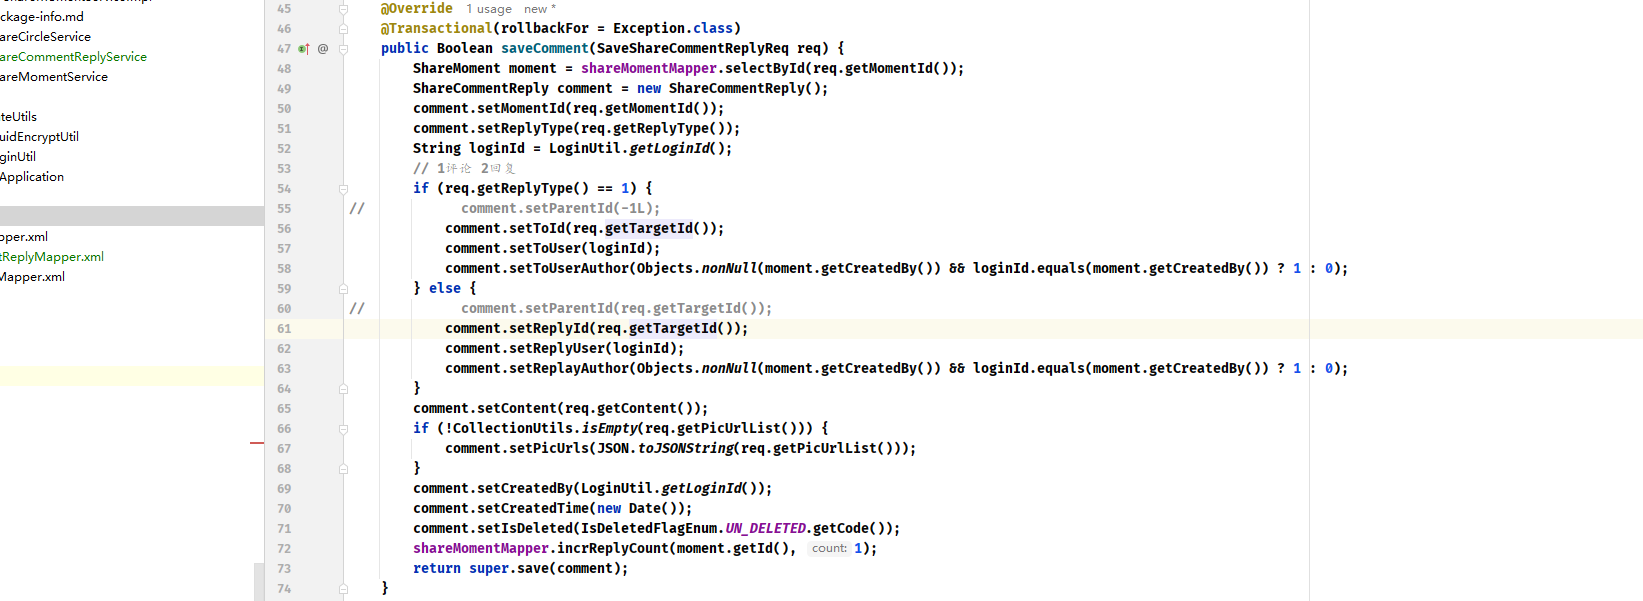 ckage-info.md
areCircleService
areCommentReplyService
areMomentService
teUtils
uidEncryptUtil
ginUtil
Application
pper.xml
tReplyMapper.xml
Mapper.xml
45 @Override 1 usage new *
46 @Transactional(rollbackFor = Exception.class)
47 @ public Boolean saveComment(SaveShareCommentReplyReq req) {
48 ShareMoment moment = shareMomentMapper.selectById(req.getMomentId());
49 ShareCommentReply comment = new ShareCommentReply();
50 comment.setMomentId(req.getMomentId());
51 comment.setReplyType(req.getReplyType());
52 String loginId = LoginUtil.getLoginId();
53 // 1评论 2回复
54 if (req.getReplyType() == 1) {
55 // comment.setParentId(-1L);
56 comment.setToId(req.getTargetId());
57 comment.setToUser(loginId);
58 comment.setToUserAuthor(Objects.nonNull(moment.getCreatedBy()) && loginId.equals(moment.getCreatedBy()) ? 1 : 0);
59 } else {
60 // comment.setParentId(req.getTargetId());
61 comment.setReplyId(req.getTargetId());
62 comment.setReplyUser(loginId);
63 comment.setReplayAuthor(Objects.nonNull(moment.getCreatedBy()) && loginId.equals(moment.getCreatedBy()) ? 1 : 0);
64 }
65 comment.setContent(req.getContent());
66 if (!CollectionUtils.isEmpty(req.getPicUrlList())) {
67 comment.setPicUrls(JSON.toJSONString(req.getPicUrlList()));
68 }
69 comment.setCreatedBy(LoginUtil.getLoginId());
70 comment.setCreatedTime(new Date());
71 comment.setIsDeleted(IsDeletedFlagEnum.UN_DELETED.getCode());
72 shareMomentMapper.incrReplyCount(moment.getId(), count: 1);
73 return super.save(comment);
74 }